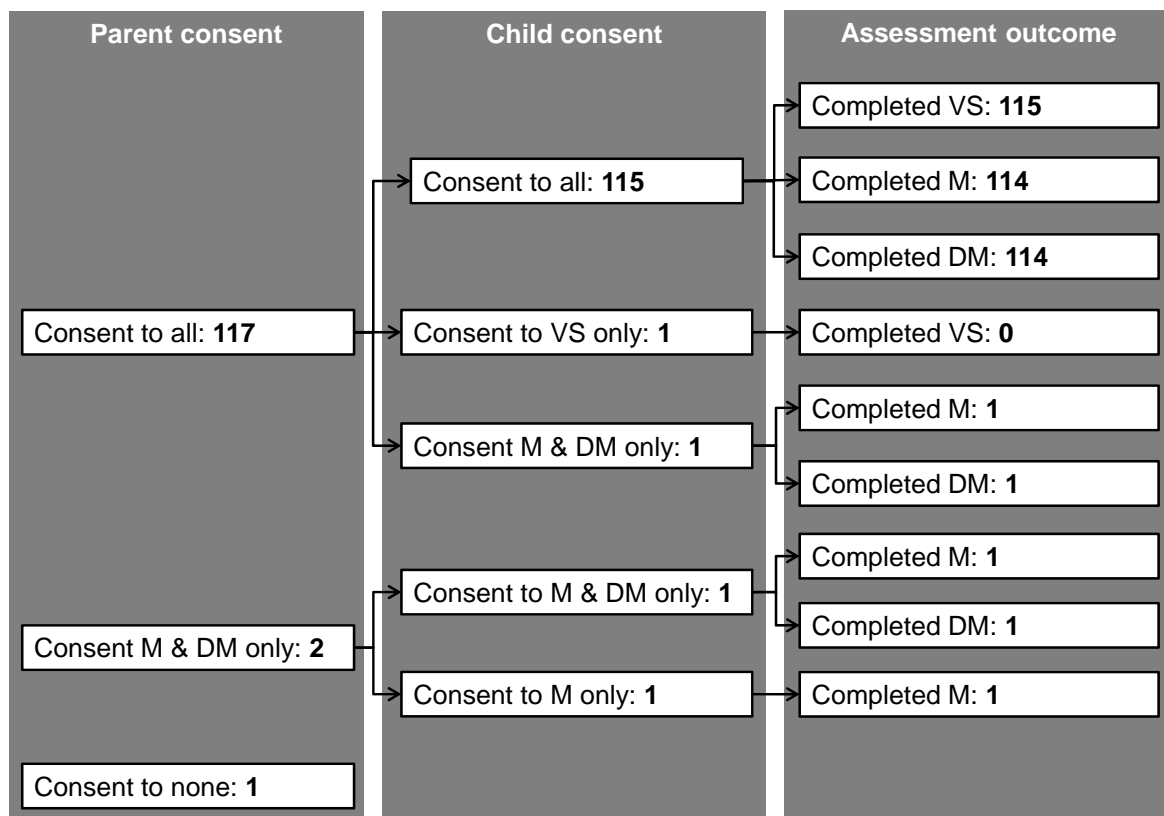 Parent consent
Consent to all: 117
Consent M & DM only: 2
Consent to none: 1
Child consent
Consent to all: 115
Consent to VS only: 1
Consent M & DM only: 1
Consent to M & DM only: 1
Consent to M only: 1
Assessment outcome
Completed VS: 115
Completed M: 114
Completed DM: 114
Completed VS: 0
Completed M: 1
Completed DM: 1
Completed M: 1
Completed DM: 1
Completed M: 1